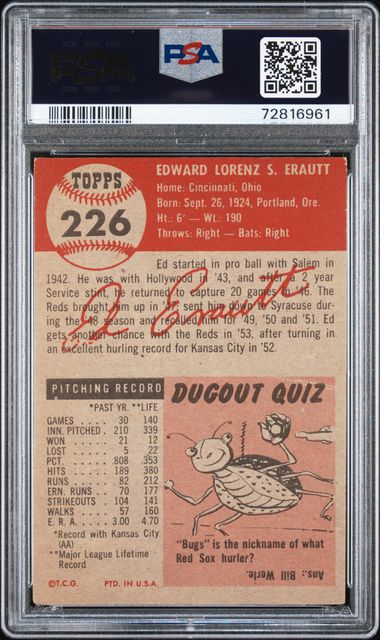 PSA
PSA
72816961
TOPPS
226
EDWARD LORENZ S. ERAUTT
Home: Cincinnati, Ohio
Born: Sept. 26, 1924, Portland, Ore.
Ht.: 6' — Wt.: 190
Throws: Right — Bats: Right
Ed started in pro ball with Salem in
1942. He was with Hollywood in '43, and after a 2 year
Service stint, he returned to capture 20 games in '46. The
Reds brought him up in '47, sent him down to Syracuse during
the '48 season and recalled him for '49, '50 and '51. Ed
gets another chance with the Reds in '53, after turning in
an excellent hurling record for Kansas City in '52.
Ed Erautt
PITCHING RECORD
*PAST YR. **LIFE
GAMES 30 140
INN. PITCHED 210 339
WON 21 12
LOST 5 22
PCT. .808 .353
HITS 189 380
RUNS 82 212
ERN. RUNS 70 177
STRIKEOUTS 104 141
WALKS 57 160
E. R. A. 3.00 4.70
*Record with Kansas City
(AA)
**Major League Lifetime
Record
©T.C.G. PTD. IN U.S.A.
DUGOUT QUIZ
"Bugs" is the nickname of what
Red Sox hurler?
Ans.: Bill Werle.